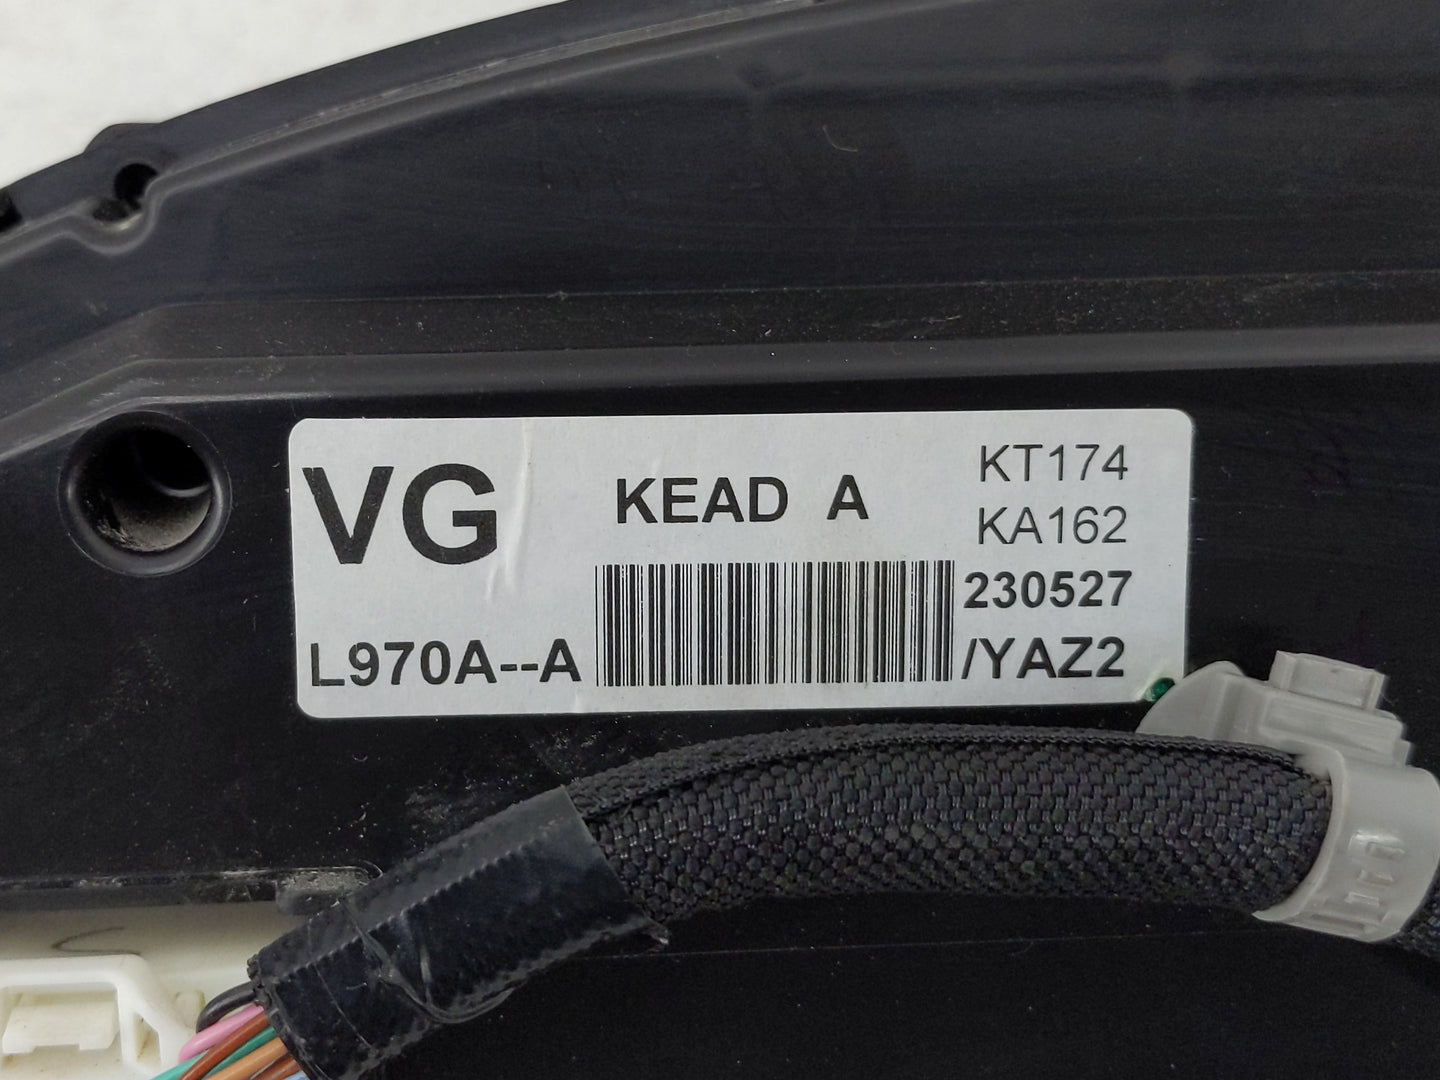 VG
KEAD A
KT174
KA162
230527
L970A--A
/YAZ2